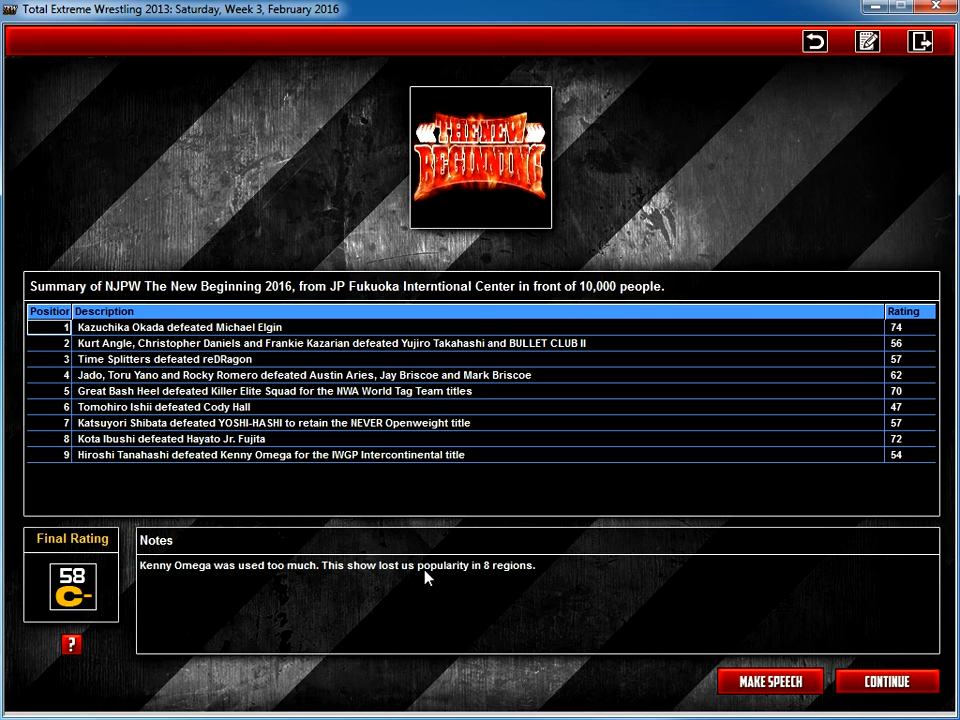 Total Extreme Wrestling 2013: Saturday, Week 3, February 2016
THE NEW
BEGINNING
Summary of NJPW The New Beginning 2016, from JP Fukuoka Interntional Center in front of 10,000 people.
Position Description Rating
1 Kazuchika Okada defeated Michael Elgin 74
2 Kurt Angle, Christopher Daniels and Frankie Kazarian defeated Yujiro Takahashi and BULLET CLUB II 56
3 Time Splitters defeated reDRagon 57
4 Jado, Toru Yano and Rocky Romero defeated Austin Aries, Jay Briscoe and Mark Briscoe 62
5 Great Bash Heel defeated Killer Elite Squad for the NWA World Tag Team titles 70
6 Tomohiro Ishii defeated Cody Hall 47
7 Katsuyori Shibata defeated YOSHI-HASHI to retain the NEVER Openweight title 57
8 Kota Ibushi defeated Hayato Jr. Fujita 72
9 Hiroshi Tanahashi defeated Kenny Omega for the IWGP Intercontinental title 54
Final Rating
58
C-
?
Notes
Kenny Omega was used too much. This show lost us popularity in 8 regions.
MAKE SPEECH
CONTINUE